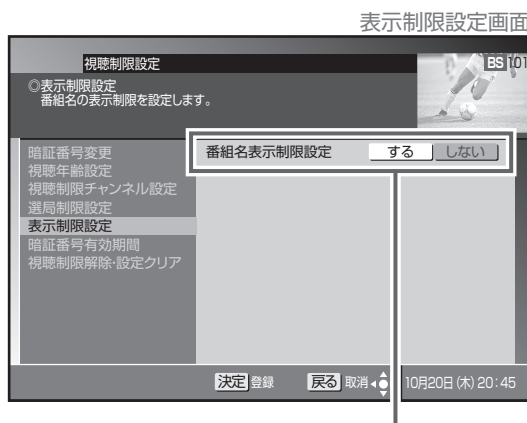 表示制限設定画面
視聴制限設定
BS 101
◎表示制限設定
番組名の表示制限を設定します。
暗証番号変更
視聴年齢設定
視聴制限チャンネル設定
選局制限設定
表示制限設定
暗証番号有効期間
視聴制限解除・設定クリア
番組名表示制限設定 する しない
決定 登録 戻る 取消 10月20日(木)20:45